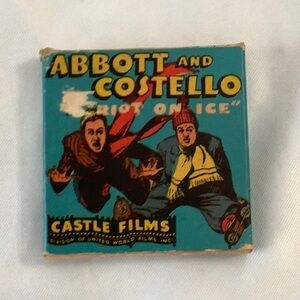 ABBOTT AND
COSTELLO
"RIOT ON ICE"
CASTLE FILMS
DIVISION OF UNITED WORLD FILMS INC.